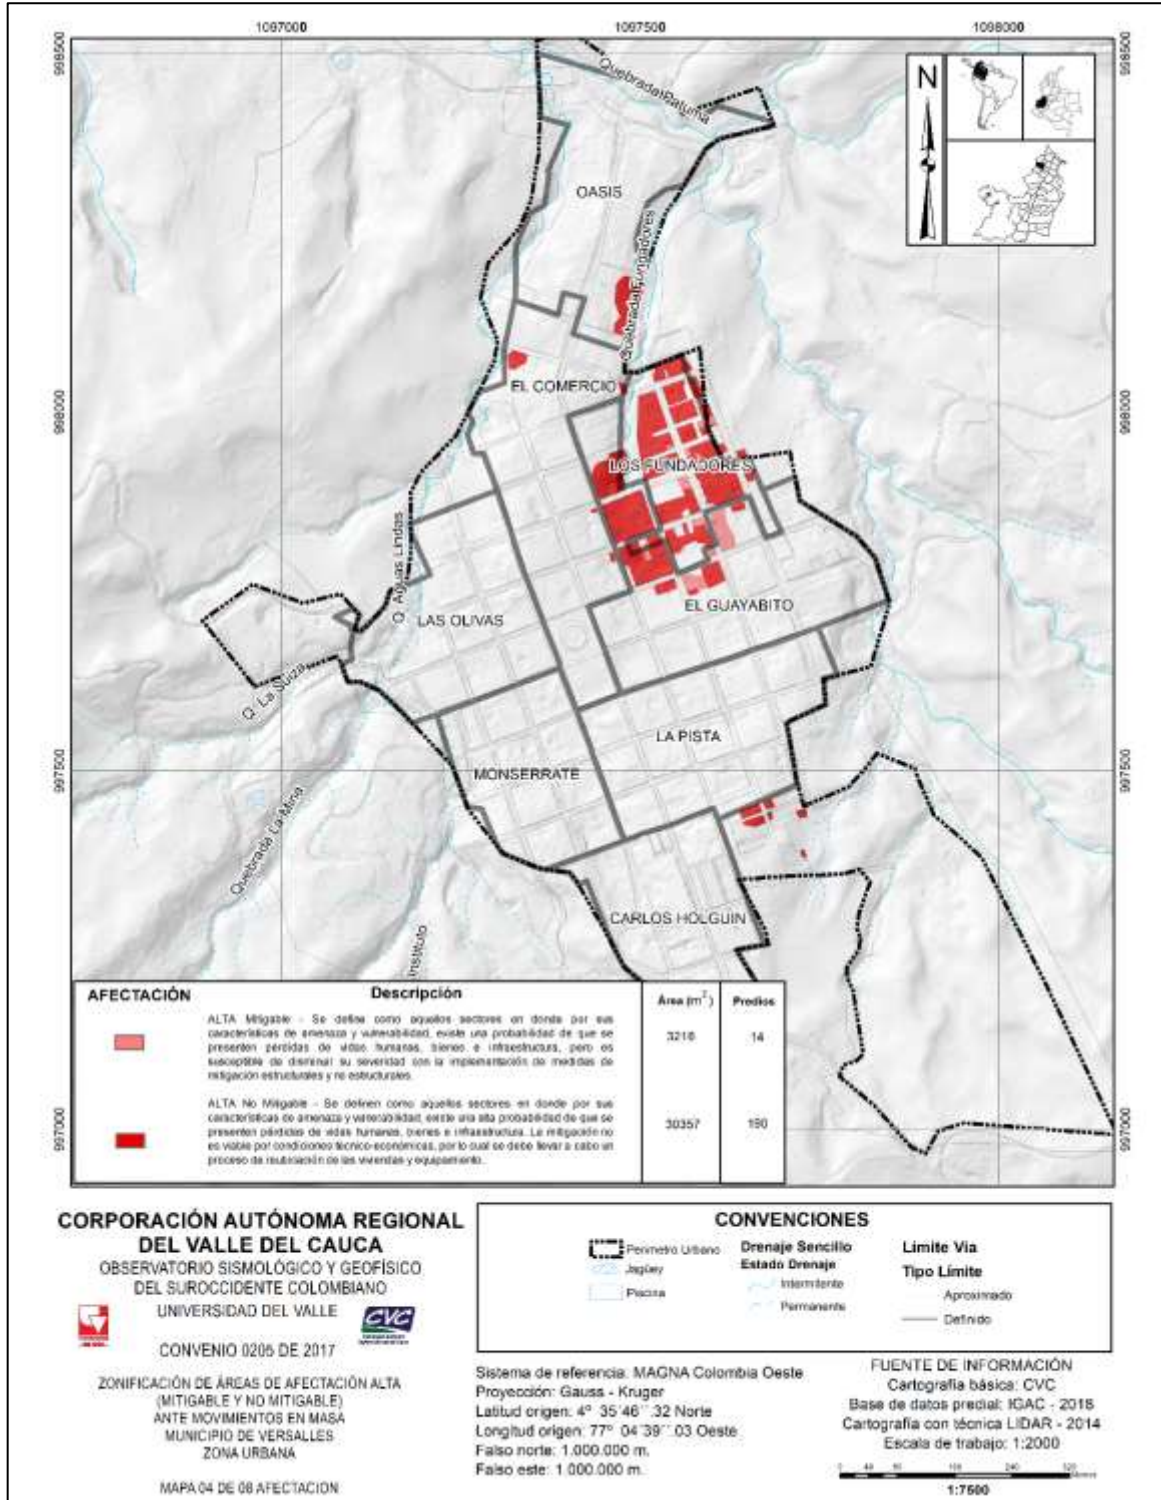 1097000
1097500
1098000
998500
998500
N
Quebrada Patuma
OASIS
Quebrada Fundadores
EL COMERCIO
998000
998000
LOS FUNDADORES
Q. Aguas Lindas
LAS OLIVAS
EL GUAYABITO
Q. La Suiza
LA PISTA
MONSERRATE
997500
997500
Quebrada La Mina
CARLOS HOLGUIN
Instituto
AFECTACIÓN
Descripción
Área (m²)
Predios
ALTA Mitigable - Se define como aquellos sectores en donde por sus
características de amenaza y vulnerabilidad, existe una probabilidad de que se
presenten pérdidas de vidas humanas, bienes e infraestructura, pero es
susceptible de disminuir su severidad con la implementación de medidas de
mitigación estructurales y no estructurales.
3216
14
ALTA No Mitigable - Se definen como aquellos sectores en donde por sus
características de amenaza y vulnerabilidad, existe una alta probabilidad de que se
presenten pérdidas de vidas humanas, bienes e infraestructura. La mitigación no
es viable por condiciones técnico-económicas, por lo cual se debe llevar a cabo un
proceso de reubicación de las viviendas y equipamiento.
30357
190
997000
997000
CORPORACIÓN AUTÓNOMA REGIONAL
DEL VALLE DEL CAUCA
OBSERVATORIO SISMOLÓGICO Y GEOFÍSICO
DEL SUROCCIDENTE COLOMBIANO
UNIVERSIDAD DEL VALLE
CVC
CONVENIO 0205 DE 2017
ZONIFICACIÓN DE ÁREAS DE AFECTACIÓN ALTA
(MITIGABLE Y NO MITIGABLE)
ANTE MOVIMIENTOS EN MASA
MUNICIPIO DE VERSALLES
ZONA URBANA
MAPA 04 DE 08 AFECTACION
CONVENCIONES
Perimetro Urbano
Jagüey
Piscina
Drenaje Sencillo
Estado Drenaje
Intermitente
Permanente
Limite Via
Tipo Límite
Aproximado
Definido
Sistema de referencia: MAGNA Colombia Oeste
Proyección: Gauss - Kruger
Latitud origen: 4º 35'46''.32 Norte
Longitud origen: 77º 04'39''.03 Oeste
Falso norte: 1.000.000 m.
Falso este: 1.000.000 m.
FUENTE DE INFORMACIÓN
Cartografía básica: CVC
Base de datos predial: IGAC - 2016
Cartografía con técnica LIDAR - 2014
Escala de trabajo: 1:2000
1:7500